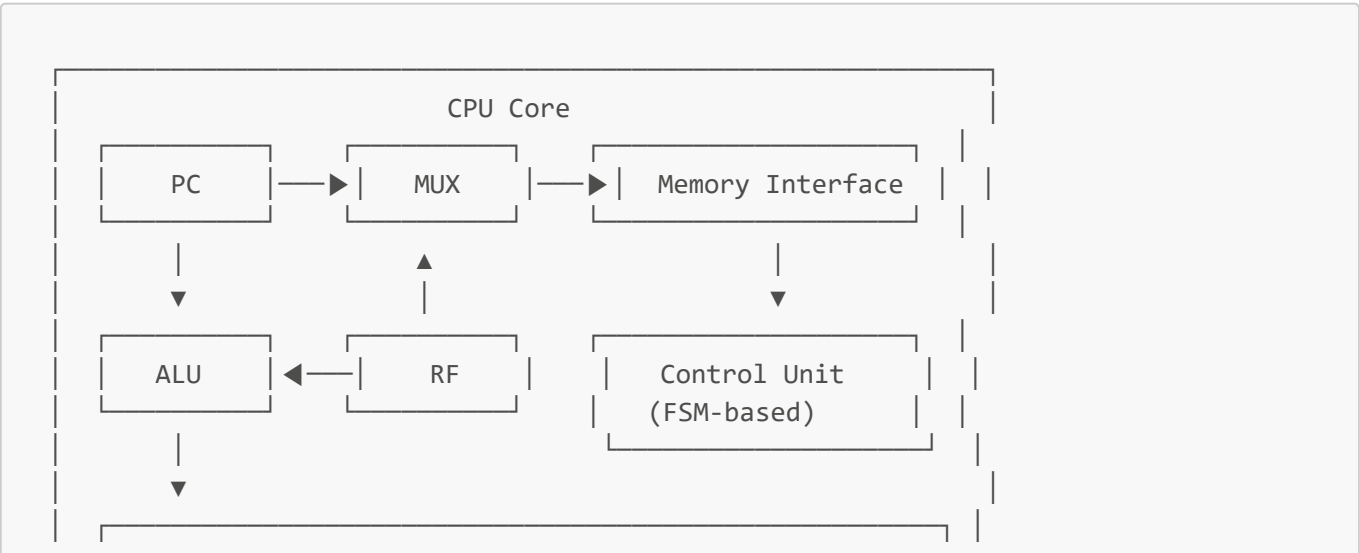 CPU Core
PC MUX Memory Interface
ALU RF Control Unit
(FSM-based)